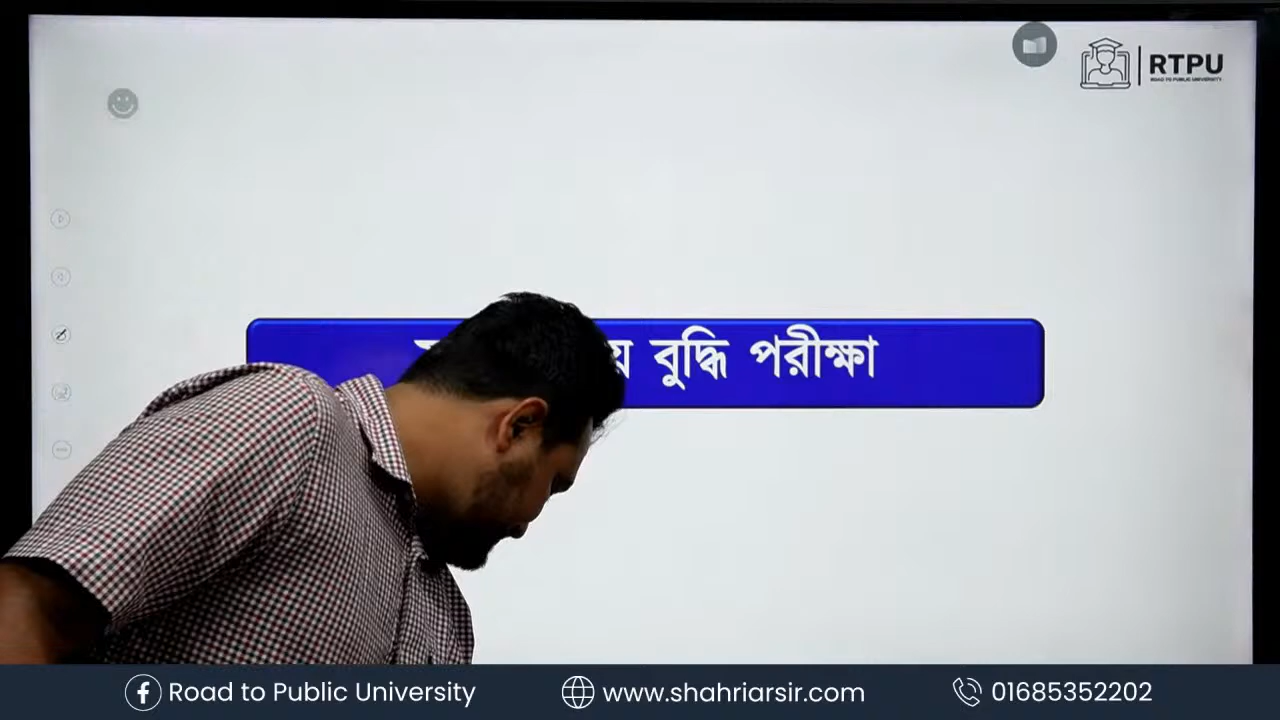 RTPU
ROAD TO PUBLIC UNIVERSITY
বুদ্ধি পরীক্ষা
Road to Public University
www.shahriarsir.com
01685352202